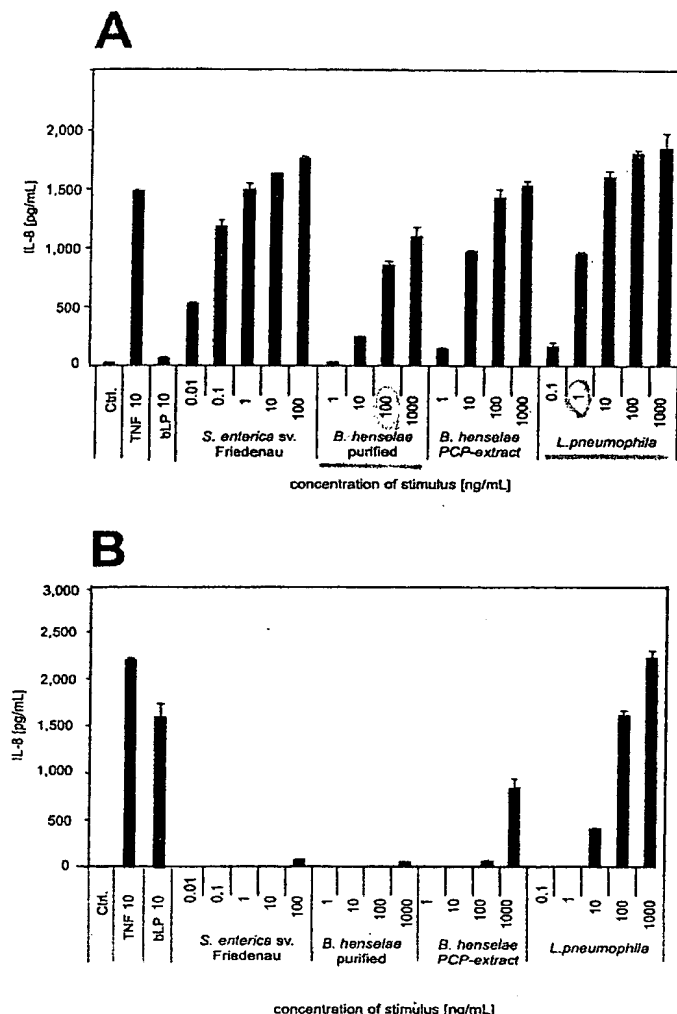 A
2,000
1,500
1,000
500
0
IL-8 [pg/mL]
Ctrl.
TNF 10
bLP 10
0.01
0.1
1
10
100
1
10
100
1000
1
10
100
1000
0.1
1
10
100
1000
S. enterica sv.
Friedenau
B. henselae
purified
B. henselae
PCP-extract
L.pneumophila
concentration of stimulus [ng/mL]
B
3,000
2,500
2,000
1,500
1,000
500
0
IL-8 [pg/mL]
Ctrl.
TNF 10
bLP 10
0.01
0.1
1
10
100
1
10
100
1000
1
10
100
1000
0.1
1
10
100
1000
S. enterica sv.
Friedenau
B. henselae
purified
B. henselae
PCP-extract
L.pneumophila
concentration of stimulus [ng/mL]